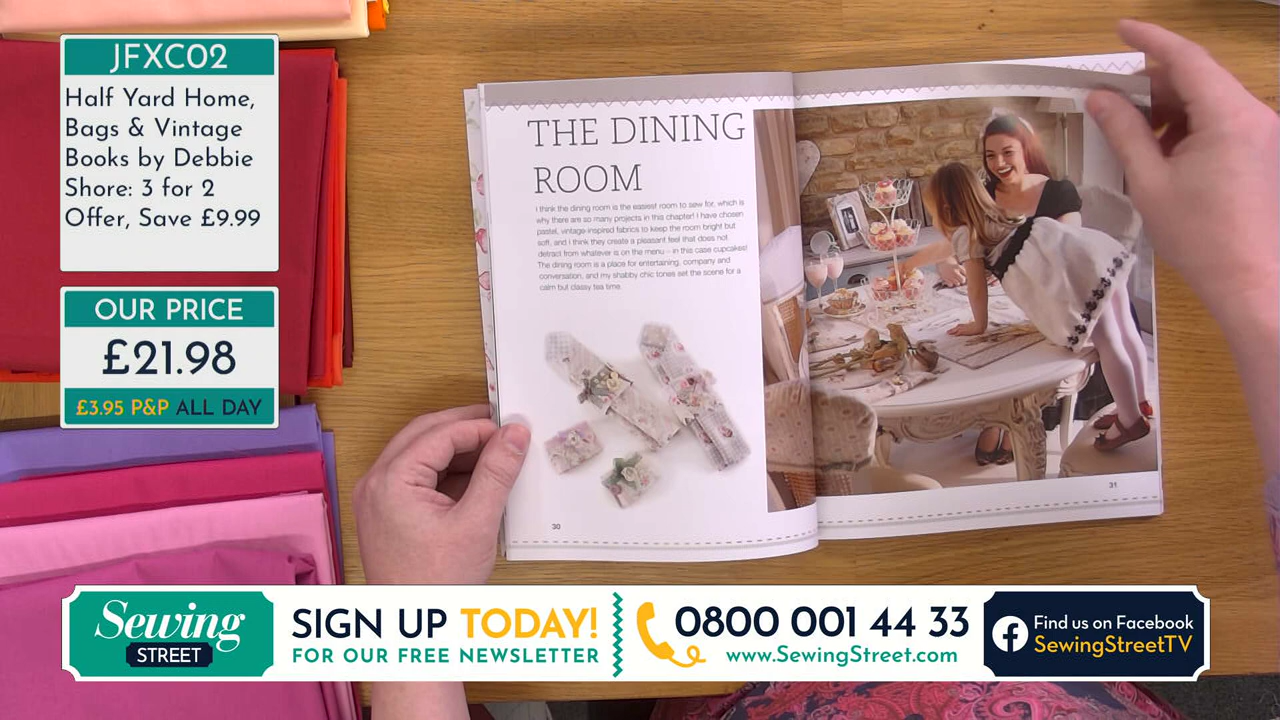 JFXC02
Half Yard Home,
Bags & Vintage
Books by Debbie
Shore: 3 for 2
Offer, Save £9.99
OUR PRICE
£21.98
£3.95 P&P ALL DAY
THE DINING
ROOM
I think the dining room is the easiest room to sew for, which is
why there are so many projects in this chapter! I have chosen
pastel, vintage-inspired fabrics to keep the room bright but
soft, and I think they create a pleasant feel that does not
detract from whatever is on the menu – in this case cupcakes!
The dining room is a place for entertaining, company and
conversation, and my shabby chic tones set the scene for a
calm but classy tea time.
30
31
Sewing
STREET
SIGN UP TODAY!
FOR OUR FREE NEWSLETTER
0800 001 44 33
www.SewingStreet.com
Find us on Facebook
SewingStreetTV